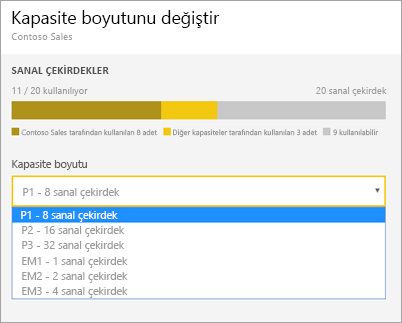 Kapasite boyutunu değiştir
Contoso Sales
SANAL ÇEKİRDEKLER
11 / 20 kullanılıyor 20 sanal çekirdek
Contoso Sales tarafından kullanılan 8 adet Diğer kapasiteler tarafından kullanılan 3 adet 9 kullanılabilir
Kapasite boyutu
P1 - 8 sanal çekirdek
P1 - 8 sanal çekirdek
P2 - 16 sanal çekirdek
P3 - 32 sanal çekirdek
EM1 - 1 sanal çekirdek
EM2 - 2 sanal çekirdek
EM3 - 4 sanal çekirdek